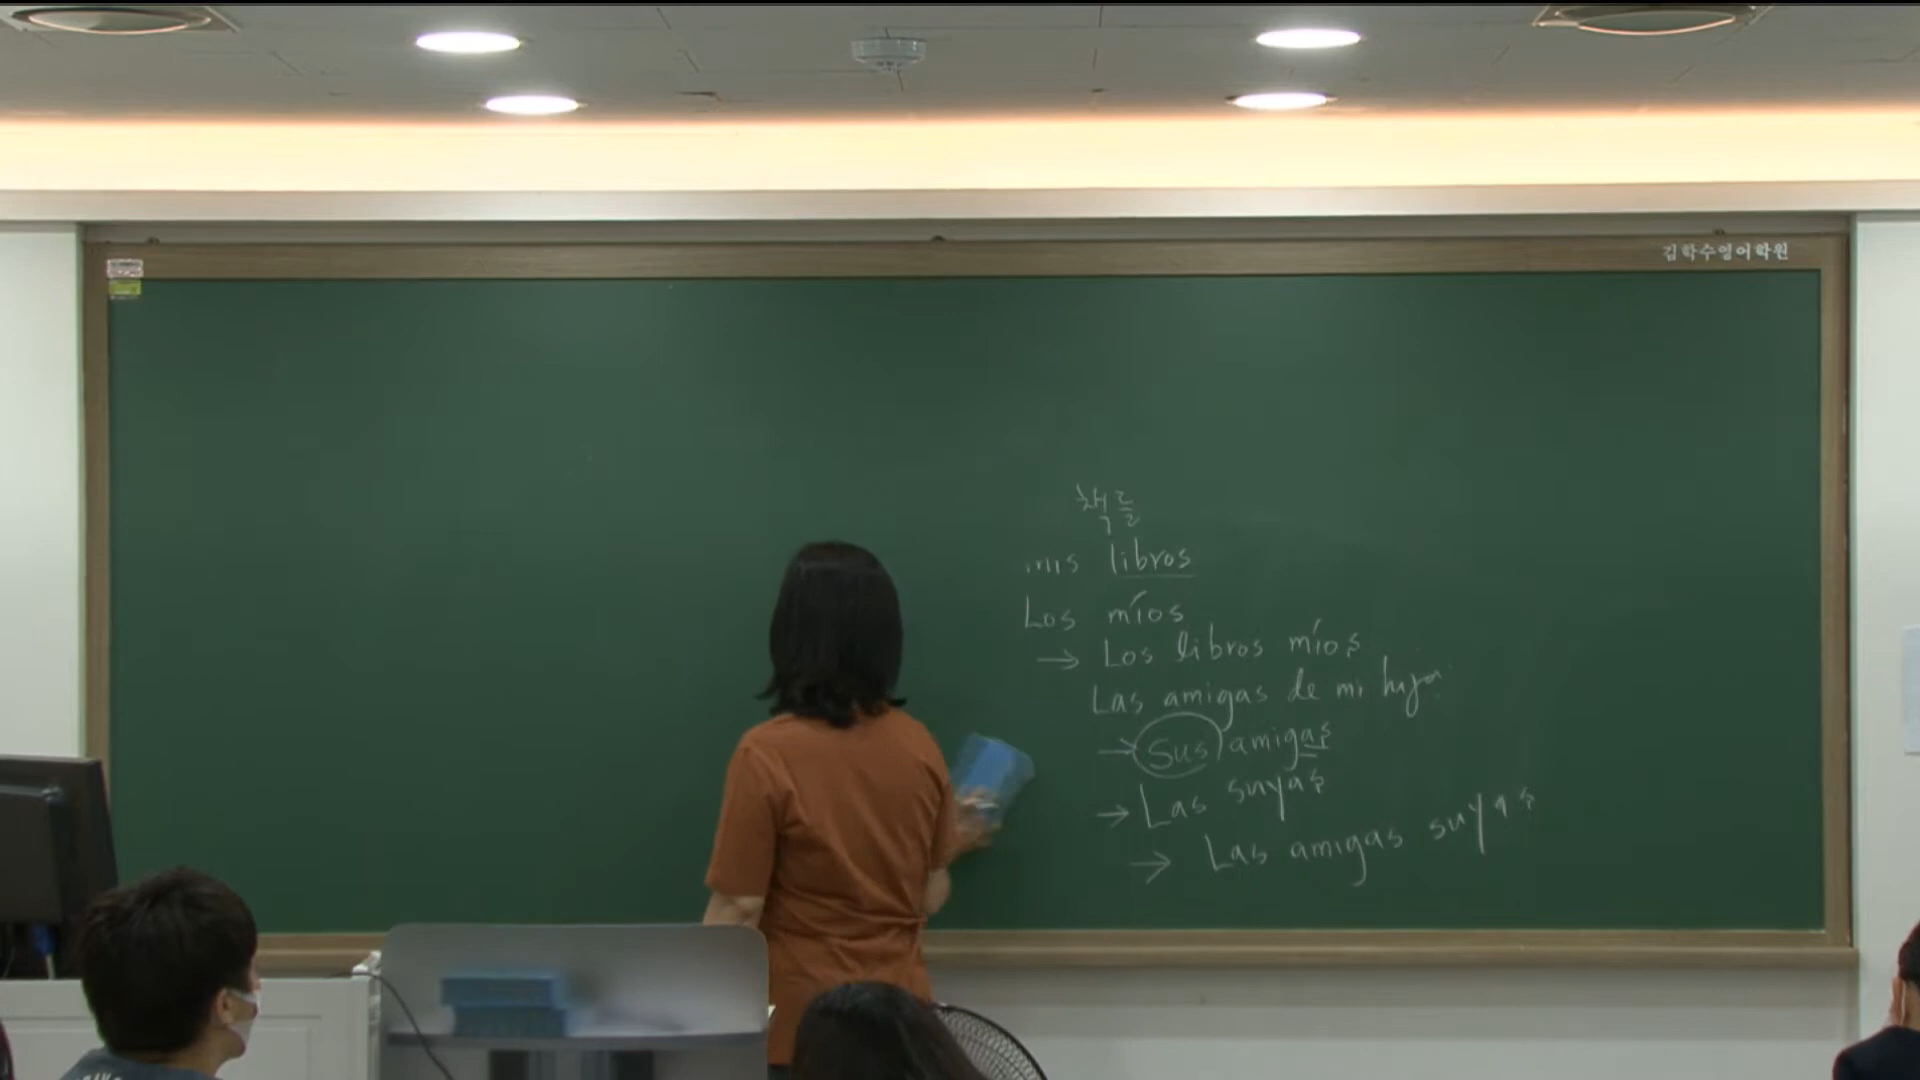 김학수영어학원
책들
mis libros
Los míos
→ Los libros míos
Las amigas de mi hija
→ Sus amigas
→ Las suyas
→ Las amigas suyas